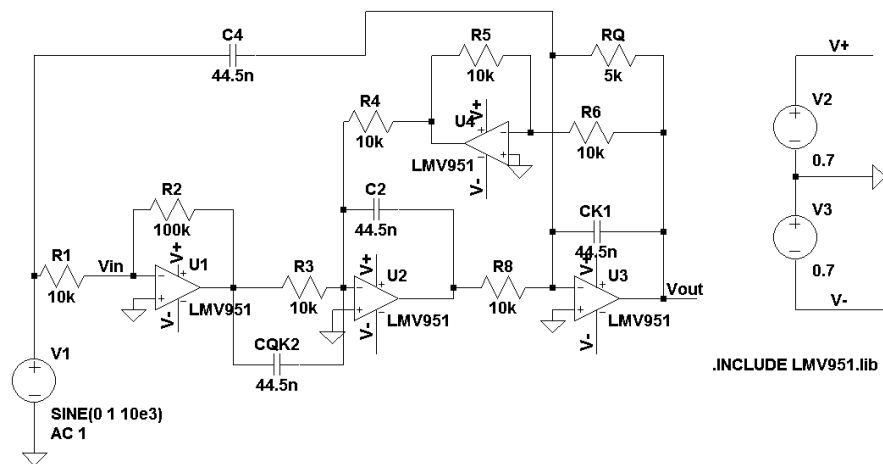 C4
44.5n
R5
10k
RQ
5k
V+
R4
10k
V+
U4
R6
10k
LMV951
V-
V2
0.7
C2
44.5n
CK1
44.5n
R2
100k
V3
0.7
R1
10k
Vin
V+
U1
LMV951
V-
R3
10k
V+
U2
LMV951
V-
R8
10k
V+
U3
LMV951
V-
Vout
V-
CQK2
44.5n
V1
SINE(0 1 10e3)
AC 1
.INCLUDE LMV951.lib